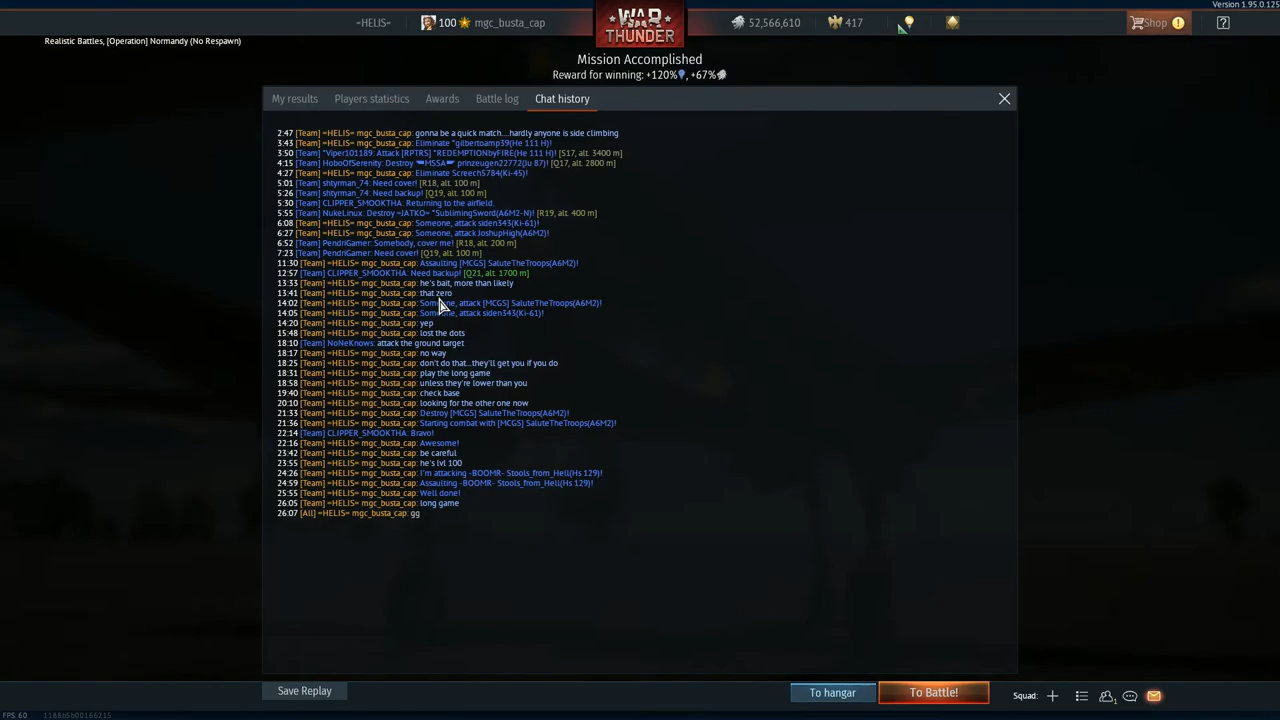 Version 1.95.0.125
=HELIS= 100 mgc_busta_cap WAR THUNDER 52,566,610 417 Shop
Realistic Battles, [Operation] Normandy (No Respawn)
Mission Accomplished
Reward for winning: +120%, +67%
My results Players statistics Awards Battle log Chat history
2:47 [Team] =HELIS= mgc_busta_cap: gonna be a quick match....hardly anyone is side climbing
3:43 [Team] =HELIS= mgc_busta_cap: Eliminate *gilbertoamp39(He 111 H)!
3:50 [Team] *Viper101189: Attack [RPTRS] *REDEMPTIONbyFIRE(He 111 H)! [S17, alt. 3400 m]
4:15 [Team] HoboOfSerenity: Destroy MSSA prinzeugen22772(Ju 87)! [Q17, alt. 2800 m]
4:27 [Team] =HELIS= mgc_busta_cap: Eliminate Screech5784(Ki-45)!
5:01 [Team] shtyrman_74: Need cover! [R18, alt. 100 m]
5:26 [Team] shtyrman_74: Need backup! [Q19, alt. 100 m]
5:30 [Team] CLIPPER_SMOOKTHA: Returning to the airfield.
5:55 [Team] NukeLinux: Destroy =JATKO= *SublimingSword(A6M2-N)! [R19, alt. 400 m]
6:08 [Team] =HELIS= mgc_busta_cap: Someone, attack siden343(Ki-61)!
6:27 [Team] =HELIS= mgc_busta_cap: Someone, attack JoshupHigh(A6M2)!
6:52 [Team] PendriGamer: Somebody, cover me! [R18, alt. 200 m]
7:23 [Team] PendriGamer: Need cover! [Q19, alt. 100 m]
11:30 [Team] =HELIS= mgc_busta_cap: Assaulting [MCGS] SaluteTheTroops(A6M2)!
12:57 [Team] CLIPPER_SMOOKTHA: Need backup! [Q21, alt. 1700 m]
13:33 [Team] =HELIS= mgc_busta_cap: he's bait, more than likely
13:41 [Team] =HELIS= mgc_busta_cap: that zero
14:02 [Team] =HELIS= mgc_busta_cap: Someone, attack [MCGS] SaluteTheTroops(A6M2)!
14:05 [Team] =HELIS= mgc_busta_cap: Someone, attack siden343(Ki-61)!
14:20 [Team] =HELIS= mgc_busta_cap: yep
15:48 [Team] =HELIS= mgc_busta_cap: lost the dots
18:10 [Team] NoNeKnows: attack the ground target
18:17 [Team] =HELIS= mgc_busta_cap: no way
18:25 [Team] =HELIS= mgc_busta_cap: don't do that...they'll get you if you do
18:31 [Team] =HELIS= mgc_busta_cap: play the long game
18:58 [Team] =HELIS= mgc_busta_cap: unless they're lower than you
19:40 [Team] =HELIS= mgc_busta_cap: check base
20:10 [Team] =HELIS= mgc_busta_cap: looking for the other one now
21:33 [Team] =HELIS= mgc_busta_cap: Destroy [MCGS] SaluteTheTroops(A6M2)!
21:36 [Team] =HELIS= mgc_busta_cap: Starting combat with [MCGS] SaluteTheTroops(A6M2)!
22:14 [Team] CLIPPER_SMOOKTHA: Bravo!
22:16 [Team] =HELIS= mgc_busta_cap: Awesome!
23:42 [Team] =HELIS= mgc_busta_cap: be careful
23:55 [Team] =HELIS= mgc_busta_cap: he's lvl 100
24:26 [Team] =HELIS= mgc_busta_cap: I'm attacking -BOOMR- Stools_from_Hell(Hs 129)!
24:59 [Team] =HELIS= mgc_busta_cap: Assaulting -BOOMR- Stools_from_Hell(Hs 129)!
25:55 [Team] =HELIS= mgc_busta_cap: Well done!
26:05 [Team] =HELIS= mgc_busta_cap: long game
26:07 [All] =HELIS= mgc_busta_cap: gg
Save Replay To hangar To Battle! Squad: 1
FPS: 60 1188b5b00166215